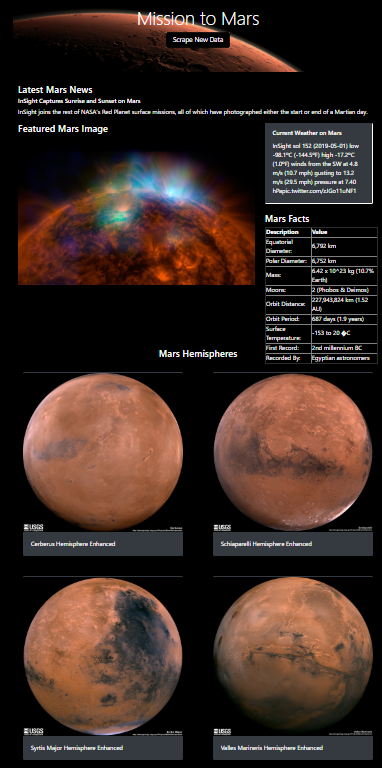 Mission to Mars
Scrape New Data
Latest Mars News
InSight Captures Sunrise and Sunset on Mars
InSight joins the rest of NASA's Red Planet surface missions, all of which have photographed either the start or end of a Martian day.
Featured Mars Image
Current Weather on Mars
InSight sol 152 (2019-05-01) low
-98.1ºC (-144.5ºF) high -17.2ºC
(1.0ºF) winds from the SW at 4.8
m/s (10.7 mph) gusting to 13.2
m/s (29.5 mph) pressure at 7.40
Mars Facts
Description Value
Equatorial
Diameter: 6,792 km
Polar Diameter: 6,752 km
Mass: 6.42 x 10^23 kg (10.7%
Earth)
Moons: 2 (Phobos & Deimos)
Orbit Distance: 227,943,824 km (1.52
AU)
Orbit Period: 687 days (1.9 years)
Surface
Temperature: -153 to 20 �C
First Record: 2nd millennium BC
Recorded By: Egyptian astronomers
Mars Hemispheres
USGS
Cerberus Hemisphere Enhanced
USGS
Schiaparelli Hemisphere Enhanced
USGS
Syrtis Major Hemisphere Enhanced
USGS
Valles Marineris Hemisphere Enhanced